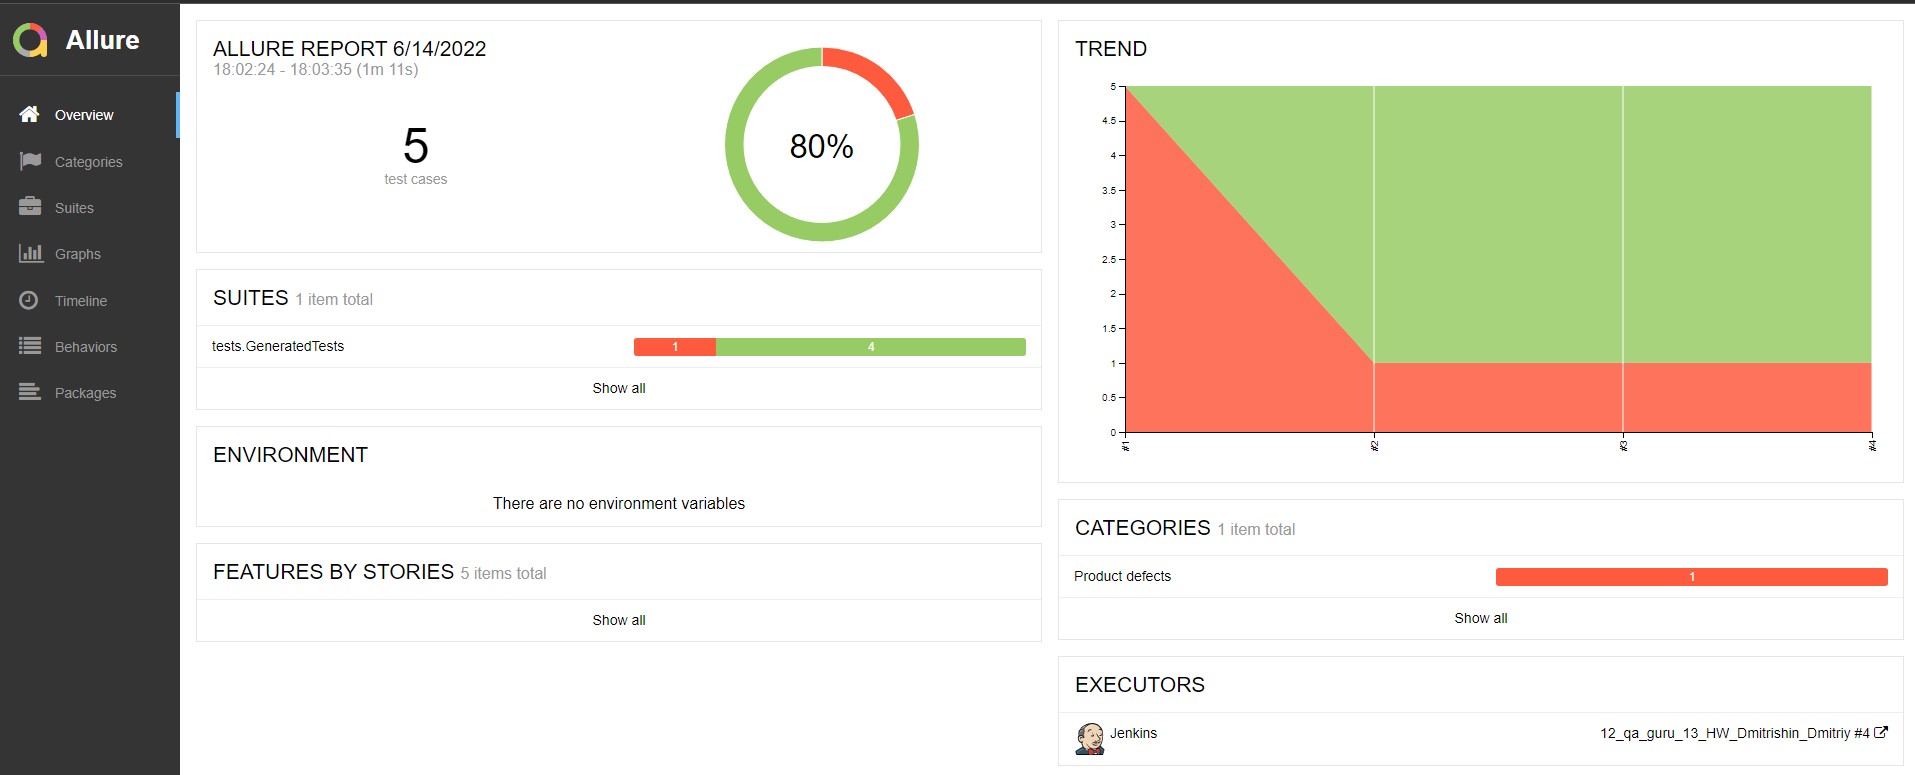 Allure
Overview
Categories
Suites
Graphs
Timeline
Behaviors
Packages
ALLURE REPORT 6/14/2022
18:02:24 - 18:03:35 (1m 11s)
5
test cases
80%
SUITES 1 item total
tests.GeneratedTests 1 4
Show all
ENVIRONMENT
There are no environment variables
FEATURES BY STORIES 5 items total
Show all
TREND
5
4.5
4
3.5
3
2.5
2
1.5
1
0.5
0
#1 #2 #3 #4
CATEGORIES 1 item total
Product defects 1
Show all
EXECUTORS
Jenkins 12_qa_guru_13_HW_Dmitrishin_Dmitriy #4